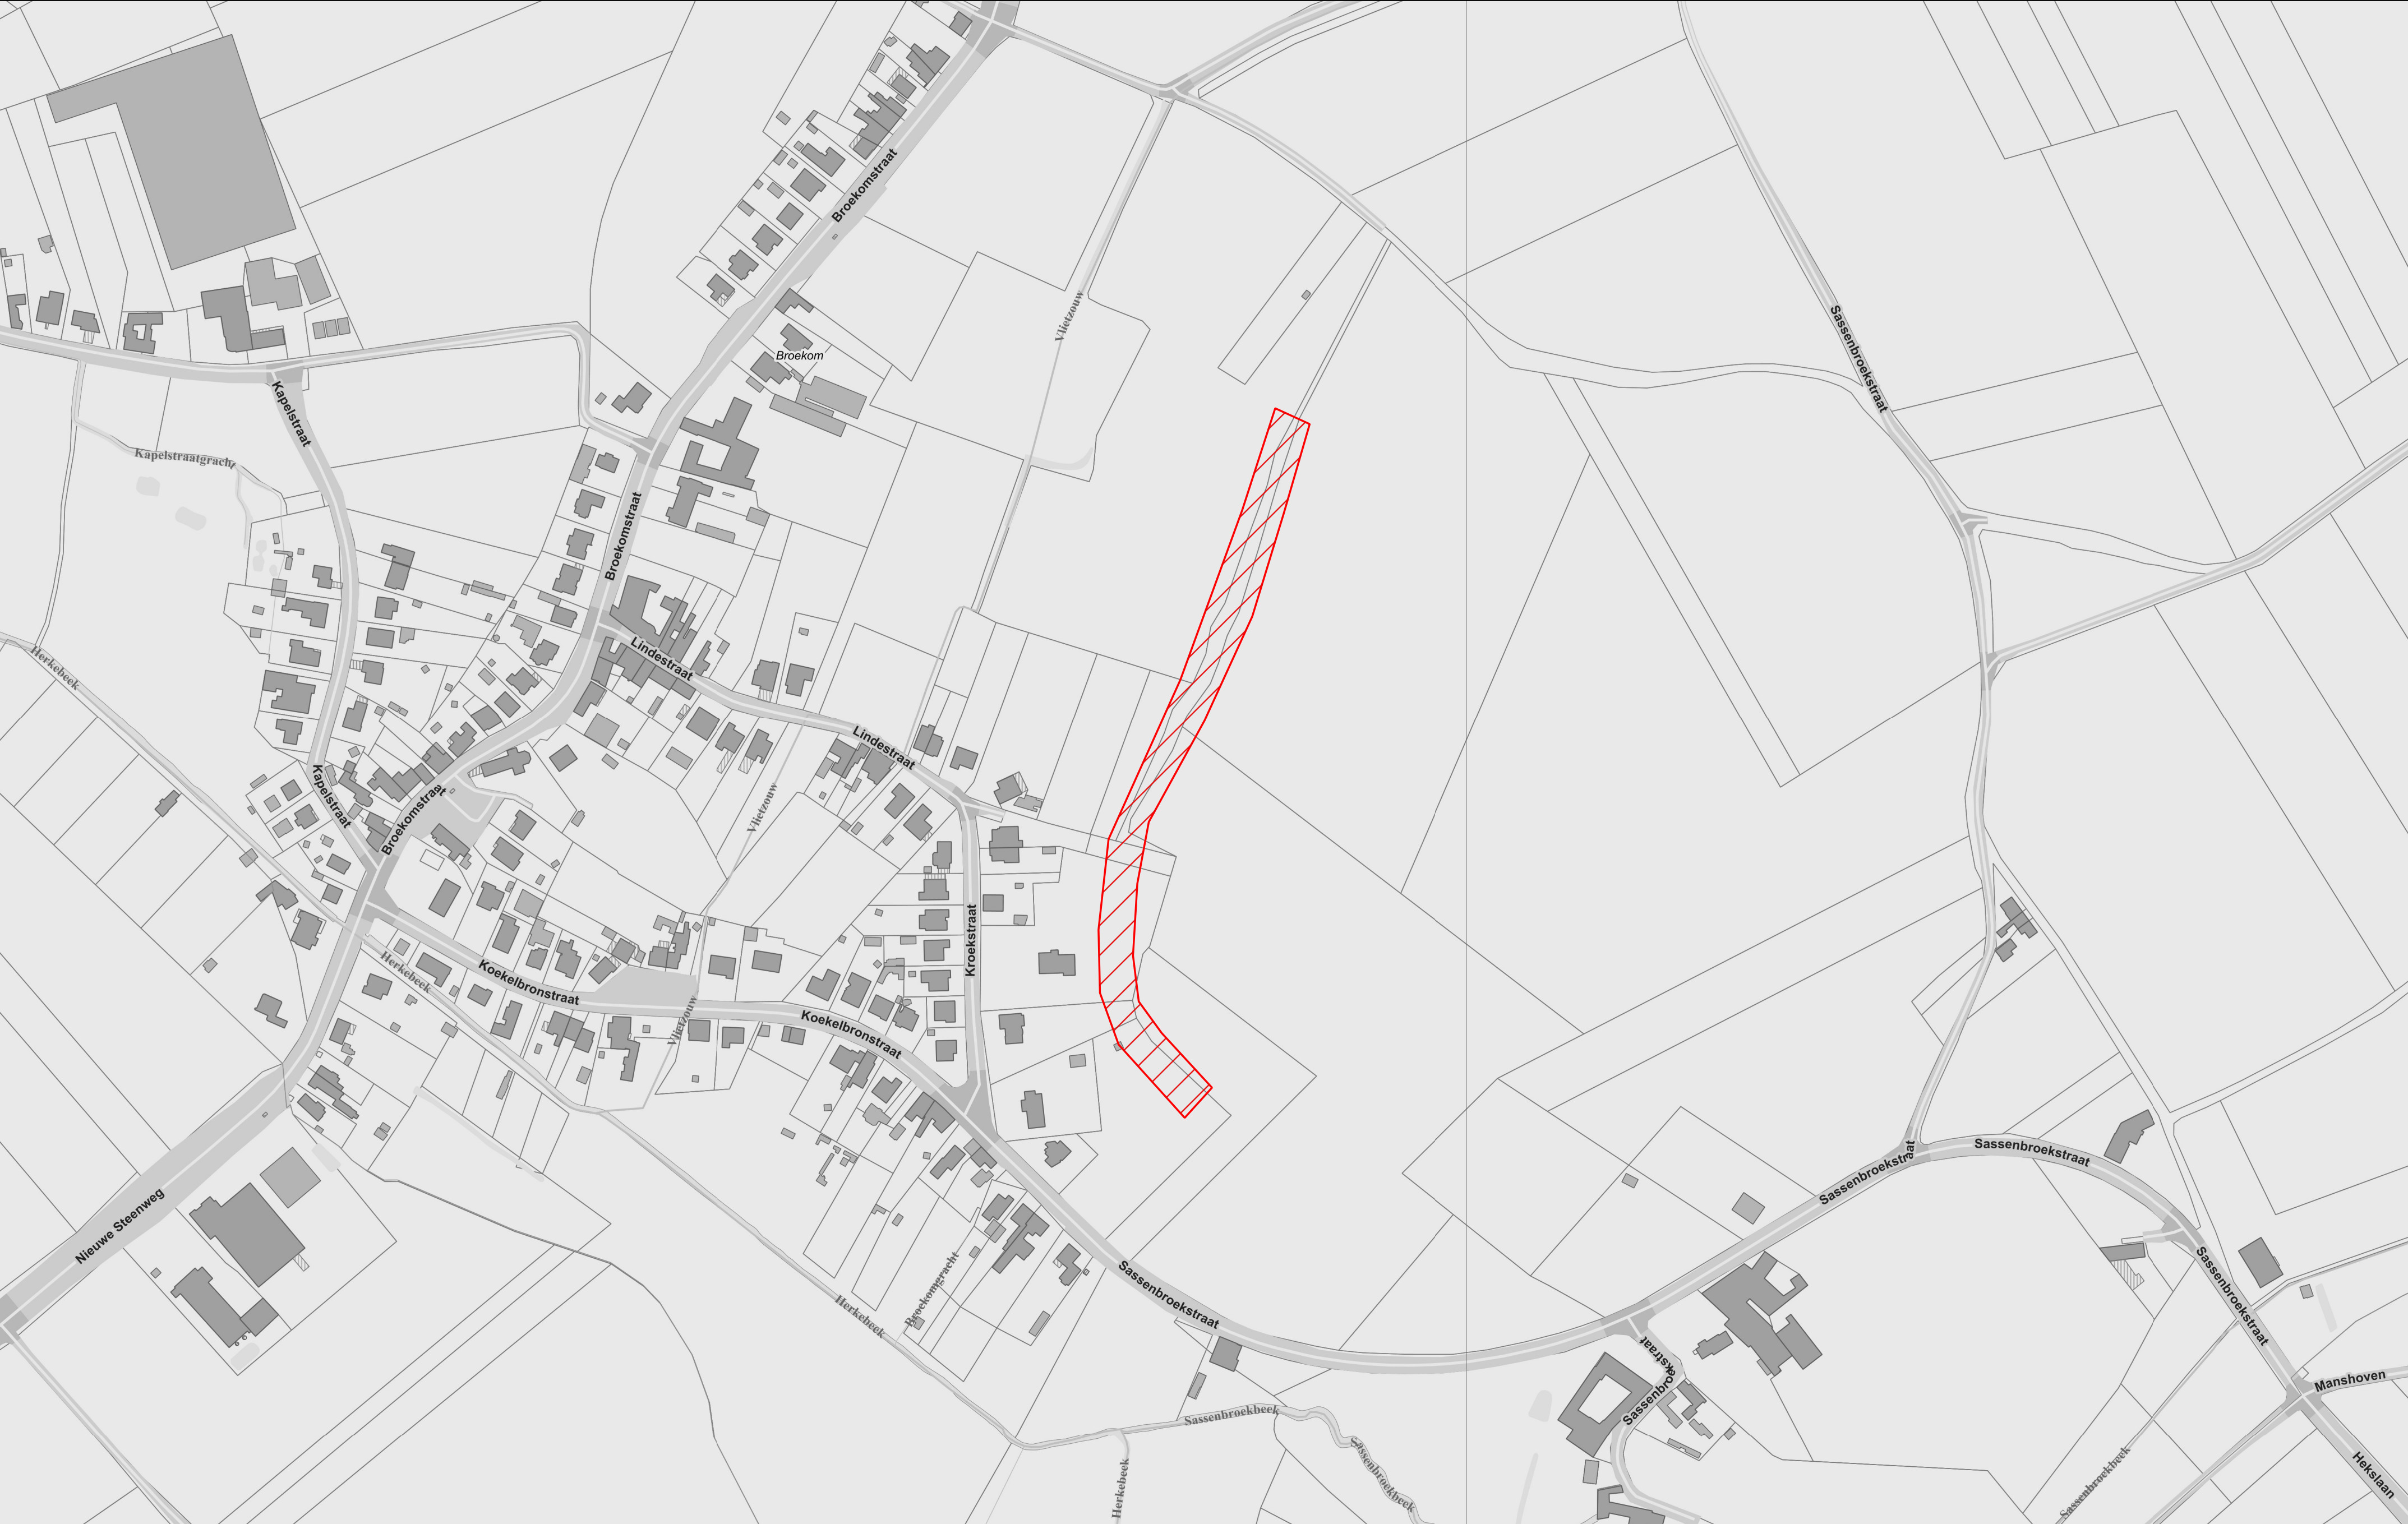 Broekomstraat
Vlietzouw
Sassenbroekstraat
Broekom
Kapelstraat
Kapelstraatgracht
Broekomstraat
Herkebeek
Lindestraat
Lindestraat
Kapelstraat
Broekomstraat
Vlietzouw
Kroekstraat
Herkebeek
Koekelbronstraat
Vlietzouw
Koekelbronstraat
Sassenbroekstraat
Sassenbroekstraat
Nieuwe Steenweg
Broekomgracht
Herkebeek
Sassenbroekstraat
Sassenbroekstraat
Sassenbroekstraat
Manshoven
Sassenbroekbeek
Sassenbroekbeek
Herkebeek
Sassenbroekbeek
Hekslaan